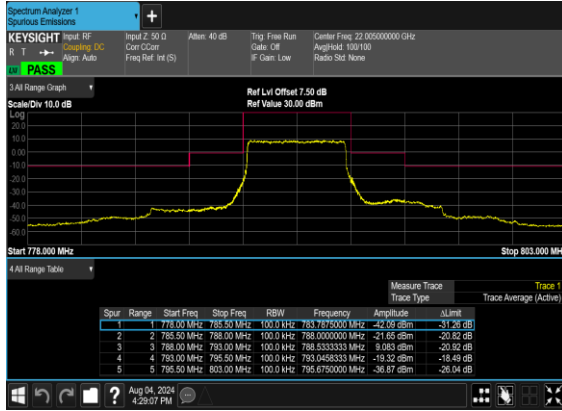 Spectrum Analyzer 1
Spurious Emissions
KEYSIGHT Input: RF Input Z: 50 Ω Atten: 40 dB Trig: Free Run Center Freq: 22.005000000 GHz
R T Coupling: DC Corr CCorr Gate: Off Avg|Hold: 100/100
Align: Auto Freq Ref: Int (S) IF Gain: Low Radio Std: None
PASS
3 All Range Graph
Ref Lvl Offset 7.50 dB
Scale/Div 10.0 dB Ref Value 30.00 dBm
Log
20.0
10.0
0.00
-10.0
-20.0
-30.0
-40.0
-50.0
-60.0
Start 778.000 MHz Stop 803.000 MH
4 All Range Table
Measure Trace Trace 1
Trace Type Trace Average (Active)
Spur Range Start Freq Stop Freq RBW Frequency Amplitude ΔLimit
1 1 778.00 MHz 785.50 MHz 100.0 kHz 783.7875000 MHz -42.09 dBm -31.26 dB
2 2 785.50 MHz 788.00 MHz 100.0 kHz 788.0000000 MHz -21.65 dBm -20.82 dB
3 3 788.00 MHz 793.00 MHz 100.0 kHz 788.5333333 MHz 9.083 dBm -20.92 dB
4 4 793.00 MHz 795.50 MHz 100.0 kHz 793.0458333 MHz -19.32 dBm -18.49 dB
5 5 795.50 MHz 803.00 MHz 100.0 kHz 795.6750000 MHz -36.87 dBm -26.04 dB
Aug 04, 2024
4:29:07 PM